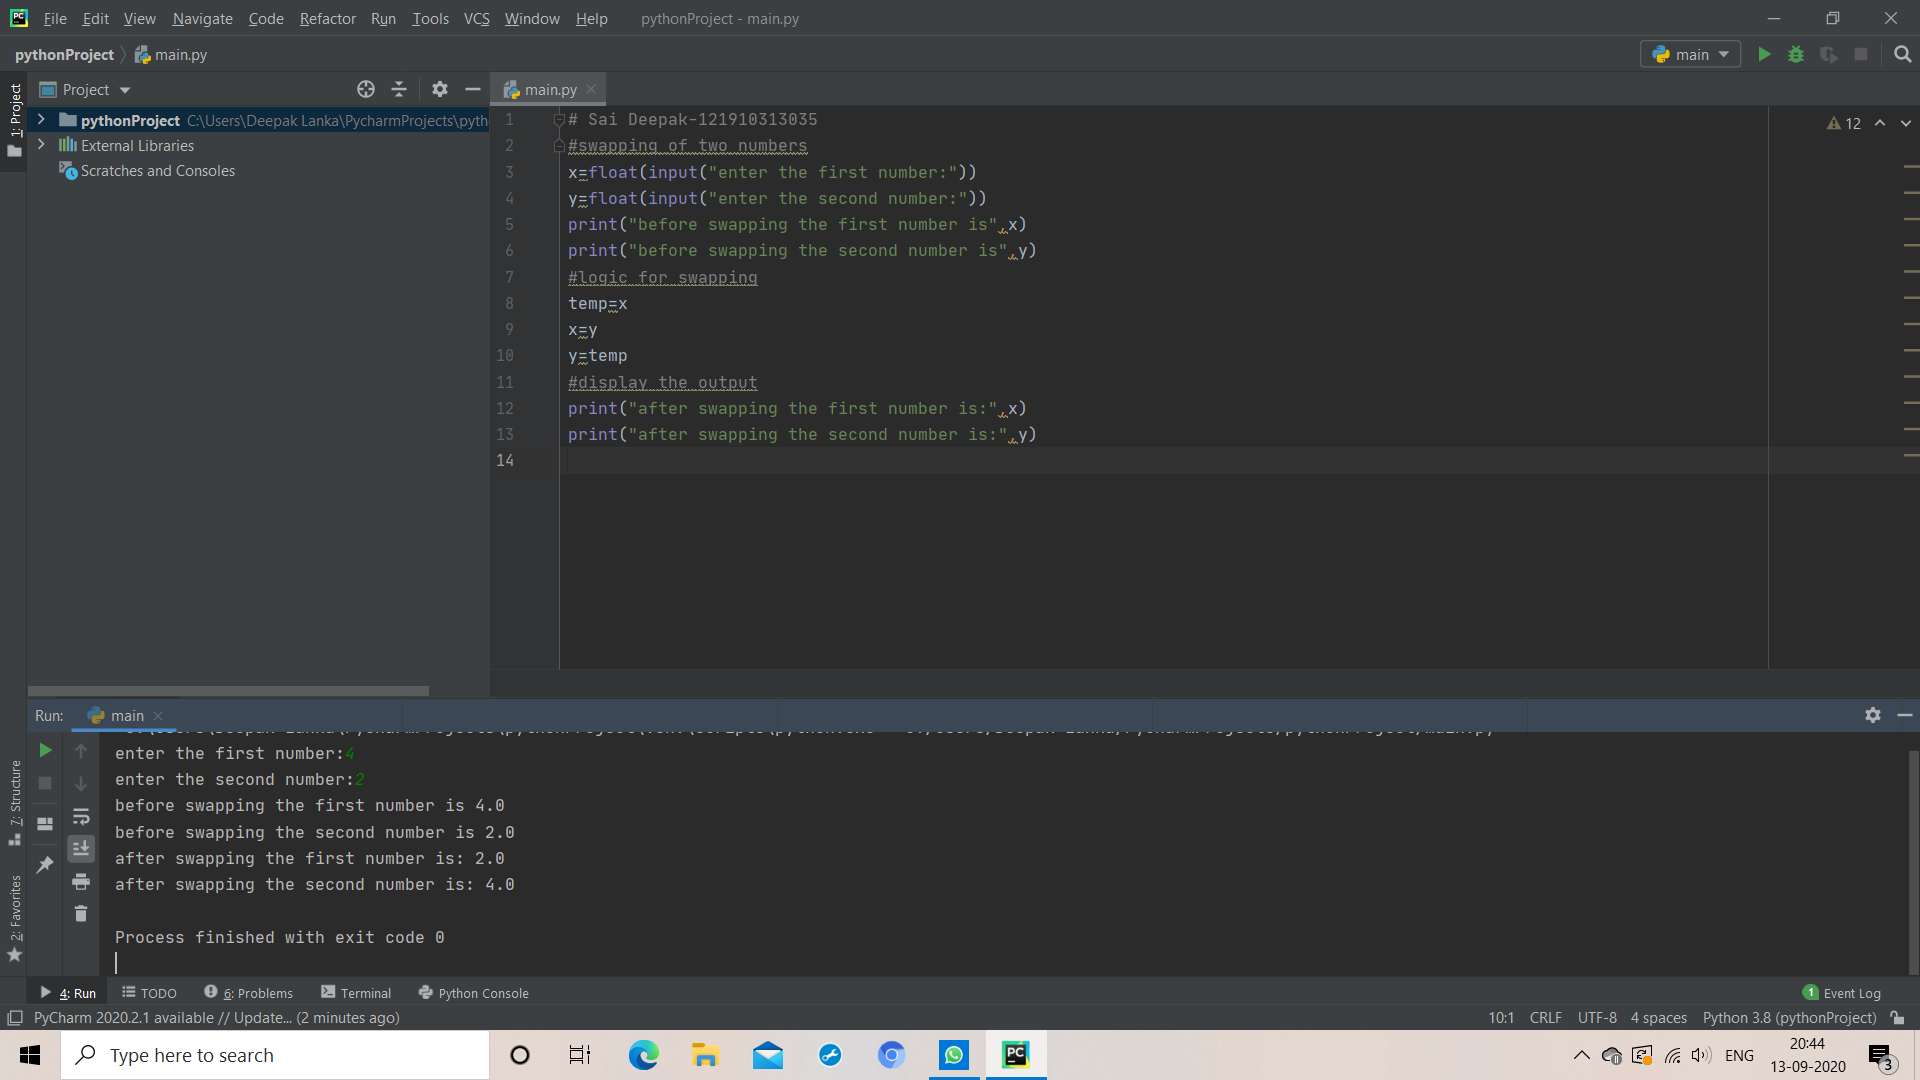 File Edit View Navigate Code Refactor Run Tools VCS Window Help pythonProject - main.py
pythonProject main.py main
1: Project
Project
pythonProject C:\Users\Deepak Lanka\PycharmProjects\pyth
External Libraries
Scratches and Consoles
main.py
12
1 # Sai Deepak-121910313035
2 #swapping of two numbers
3 x=float(input("enter the first number:"))
4 y=float(input("enter the second number:"))
5 print("before swapping the first number is",x)
6 print("before swapping the second number is",y)
7 #logic for swapping
8 temp=x
9 x=y
10 y=temp
11 #display the output
12 print("after swapping the first number is:",x)
13 print("after swapping the second number is:",y)
14
Run: main
7: Structure
2: Favorites
enter the first number:4
enter the second number:2
before swapping the first number is 4.0
before swapping the second number is 2.0
after swapping the first number is: 2.0
after swapping the second number is: 4.0
Process finished with exit code 0
4: Run TODO 6: Problems Terminal Python Console 1 Event Log
PyCharm 2020.2.1 available // Update... (2 minutes ago) 10:1 CRLF UTF-8 4 spaces Python 3.8 (pythonProject)
Type here to search
PC
ENG
20:44
13-09-2020
3